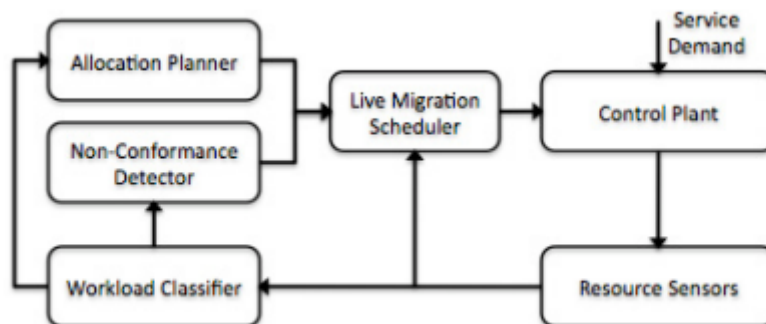 Service
Demand
Allocation Planner
Live Migration
Scheduler
Control Plant
Non-Conformance
Detector
Workload Classifier
Resource Sensors